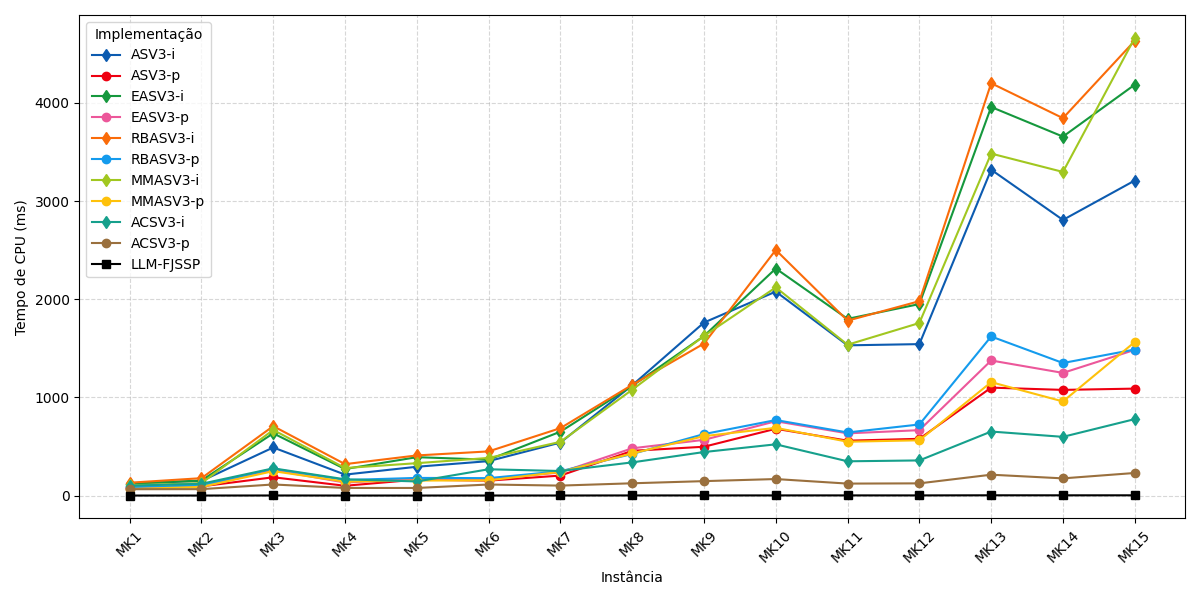 Implementação
ASV3-i
ASV3-p
EASV3-i
EASV3-p
RBASV3-i
RBASV3-p
MMASV3-i
MMASV3-p
ACSV3-i
ACSV3-p
LLM-FJSSP
Tempo de CPU (ms)
4000
3000
2000
1000
0
MK1 MK2 MK3 MK4 MK5 MK6 MK7 MK8 MK9 MK10 MK11 MK12 MK13 MK14 MK15
Instância